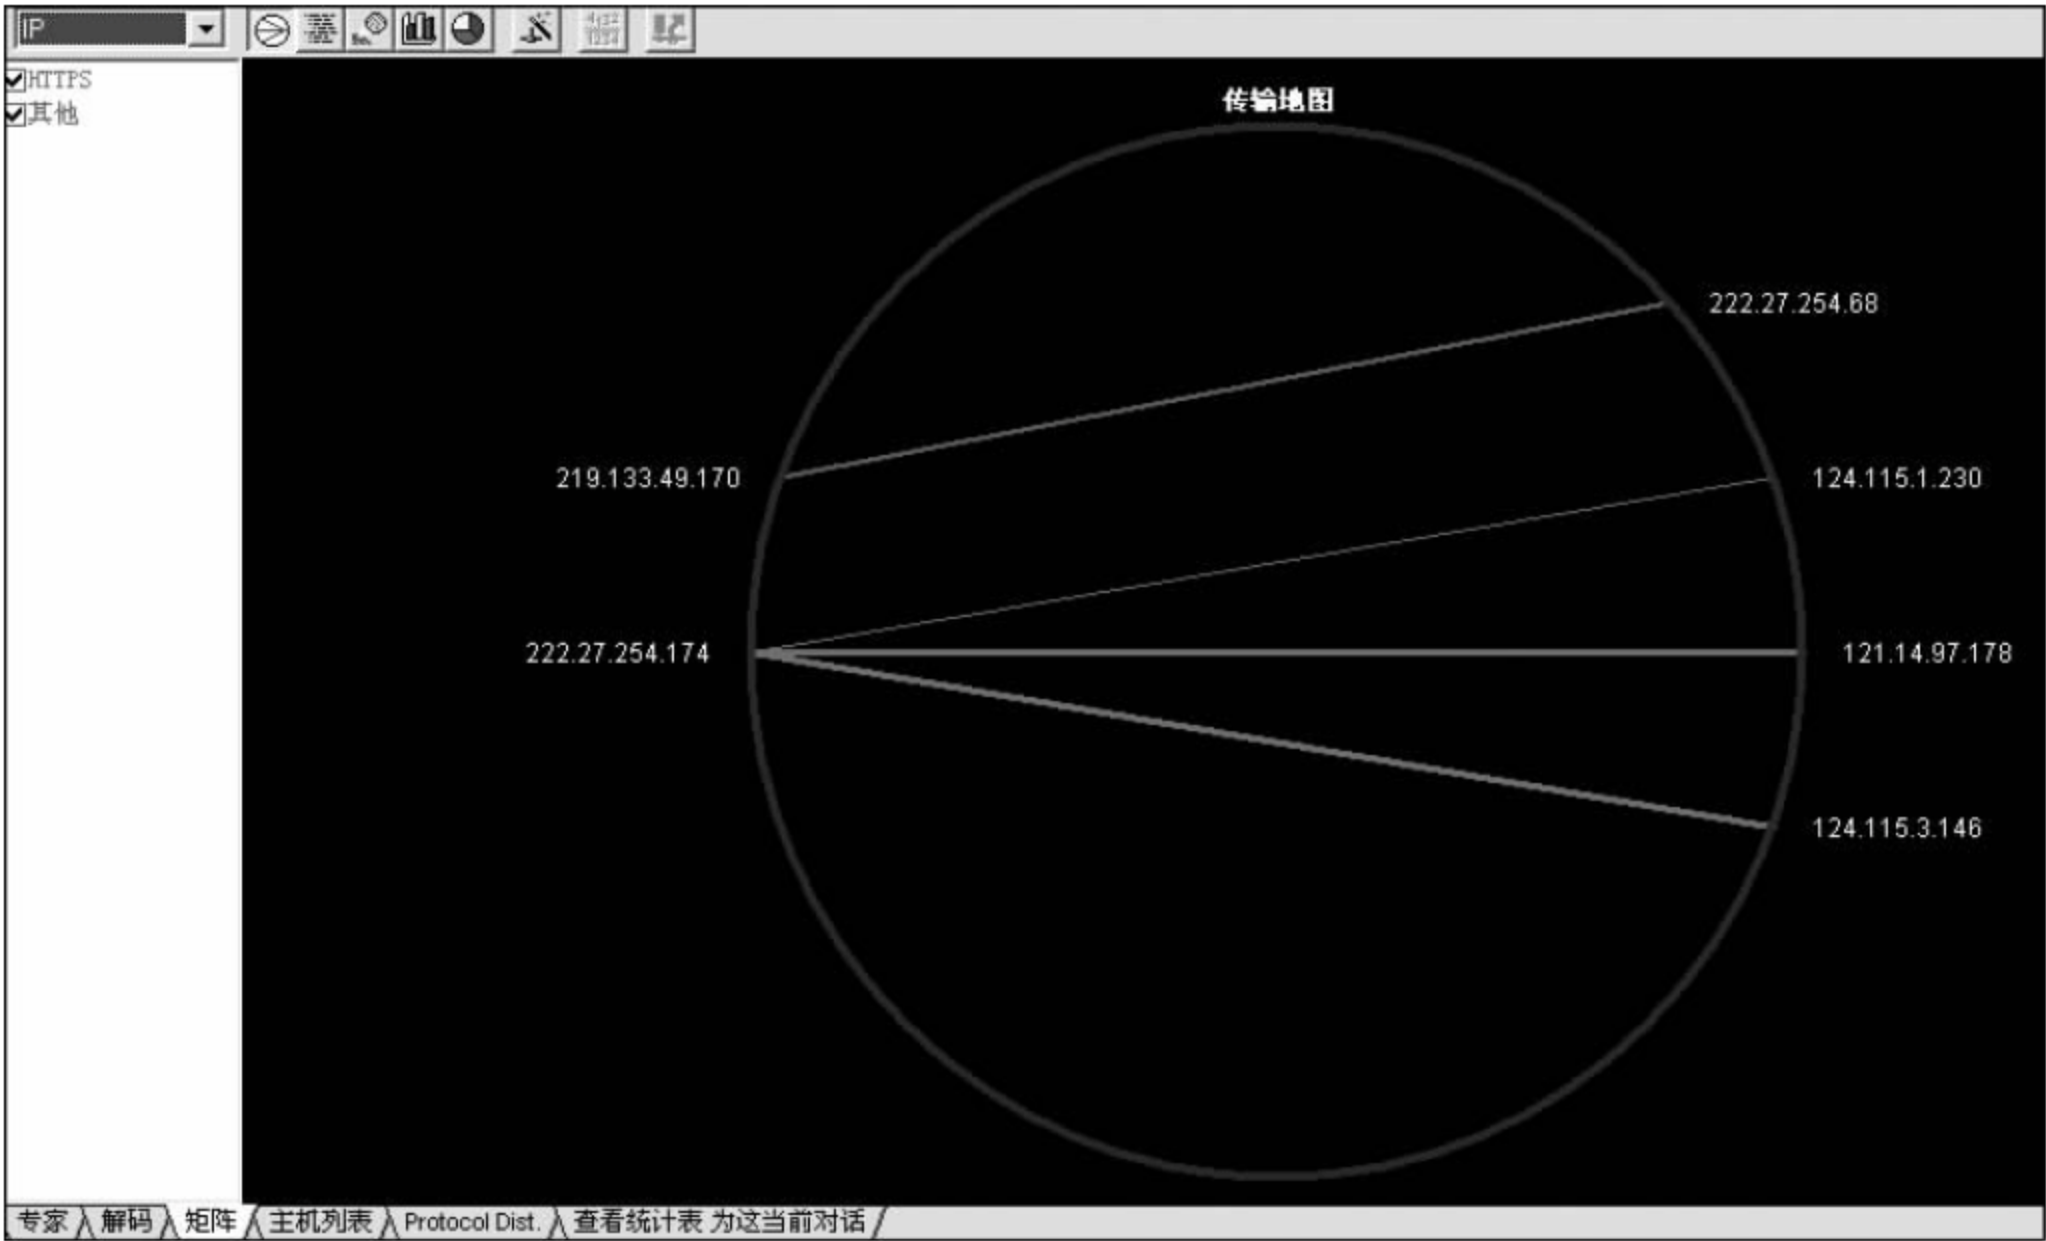 IP
HTTPS
其他
传输地图
222.27.254.68
219.133.49.170
124.115.1.230
222.27.254.174
121.14.97.178
124.115.3.146
专家 解码 矩阵 主机列表 Protocol Dist. 查看统计表 为这当前对话